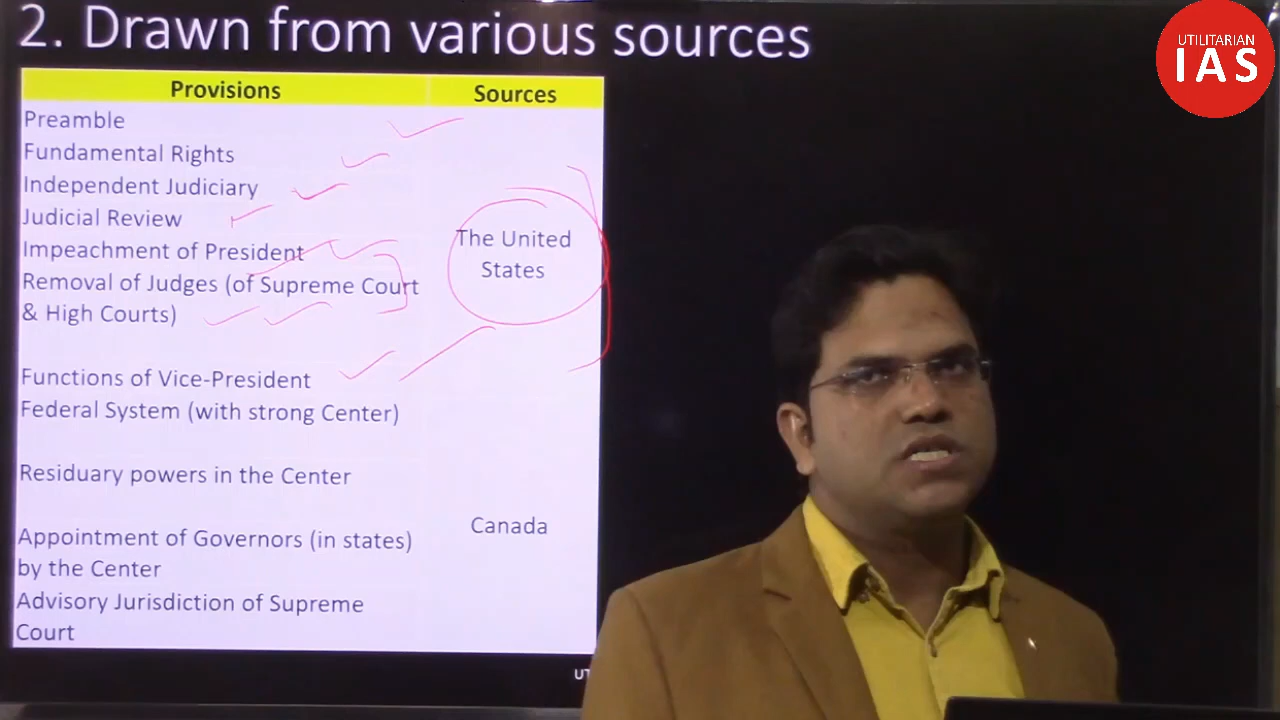 2. Drawn from various sources
UTILITARIAN
IAS
Provisions Sources
Preamble
Fundamental Rights
Independent Judiciary
Judicial Review
Impeachment of President
Removal of Judges (of Supreme Court
& High Courts)
The United
States
Functions of Vice-President
Federal System (with strong Center)
Residuary powers in the Center
Appointment of Governors (in states)
by the Center
Advisory Jurisdiction of Supreme
Court
Canada